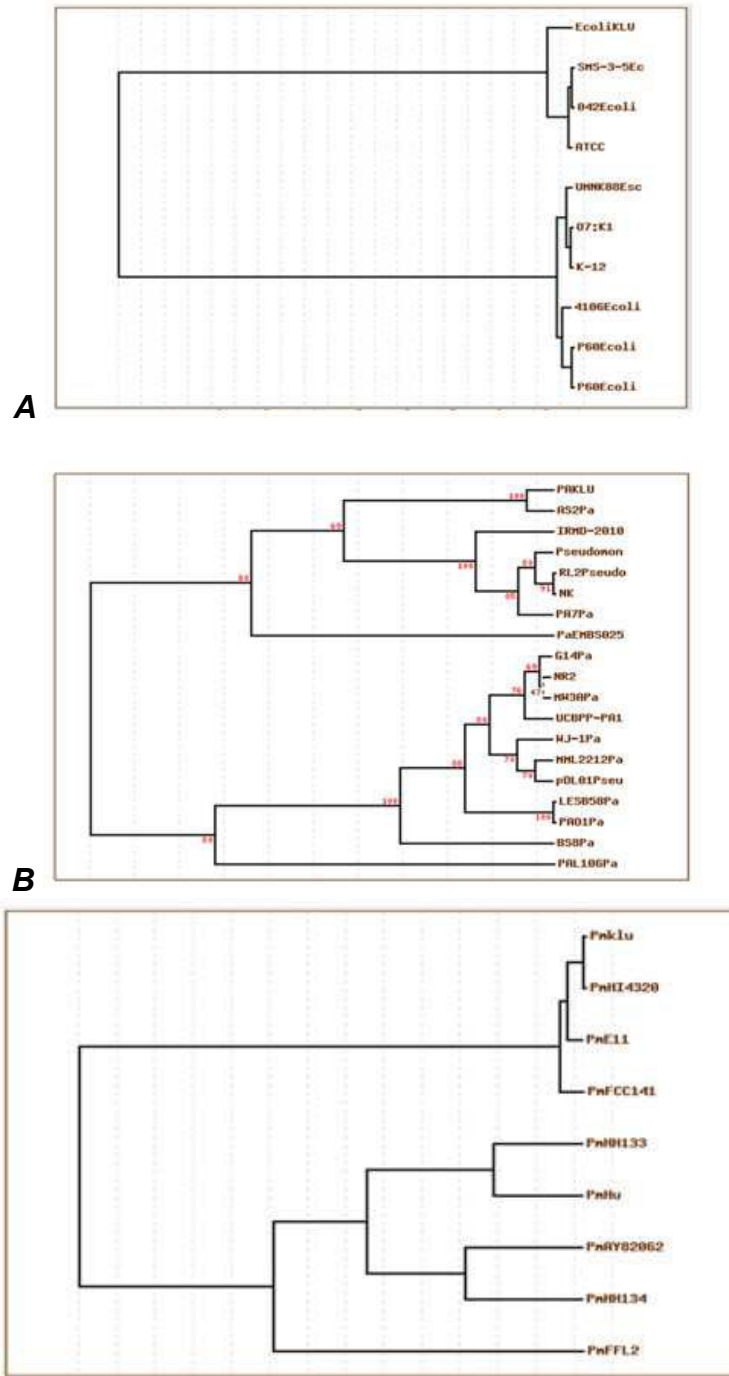 EcoliKLU
SMS-3-5Ec
042Ecoli
ATCC
UMNK88Esc
O7:K1
K-12
4106Ecoli
P60Ecoli
P60Ecoli
A
PAKLU
AS2Pa
IRMD-2010
Pseudomon
RL2Pseudo
NK
PA7Pa
PaEMBS025
G14Pa
NR2
MW3APa
UCBPP-PA1
WJ-1Pa
NML2212Pa
pOL01Pseu
LESB58Pa
PAO1Pa
BS8Pa
PAL106Pa
B
Pmklu
PmHI4320
PmE11
PmFCC141
PmHH133
PmHu
PmAY82062
PmHH134
PmFFL2